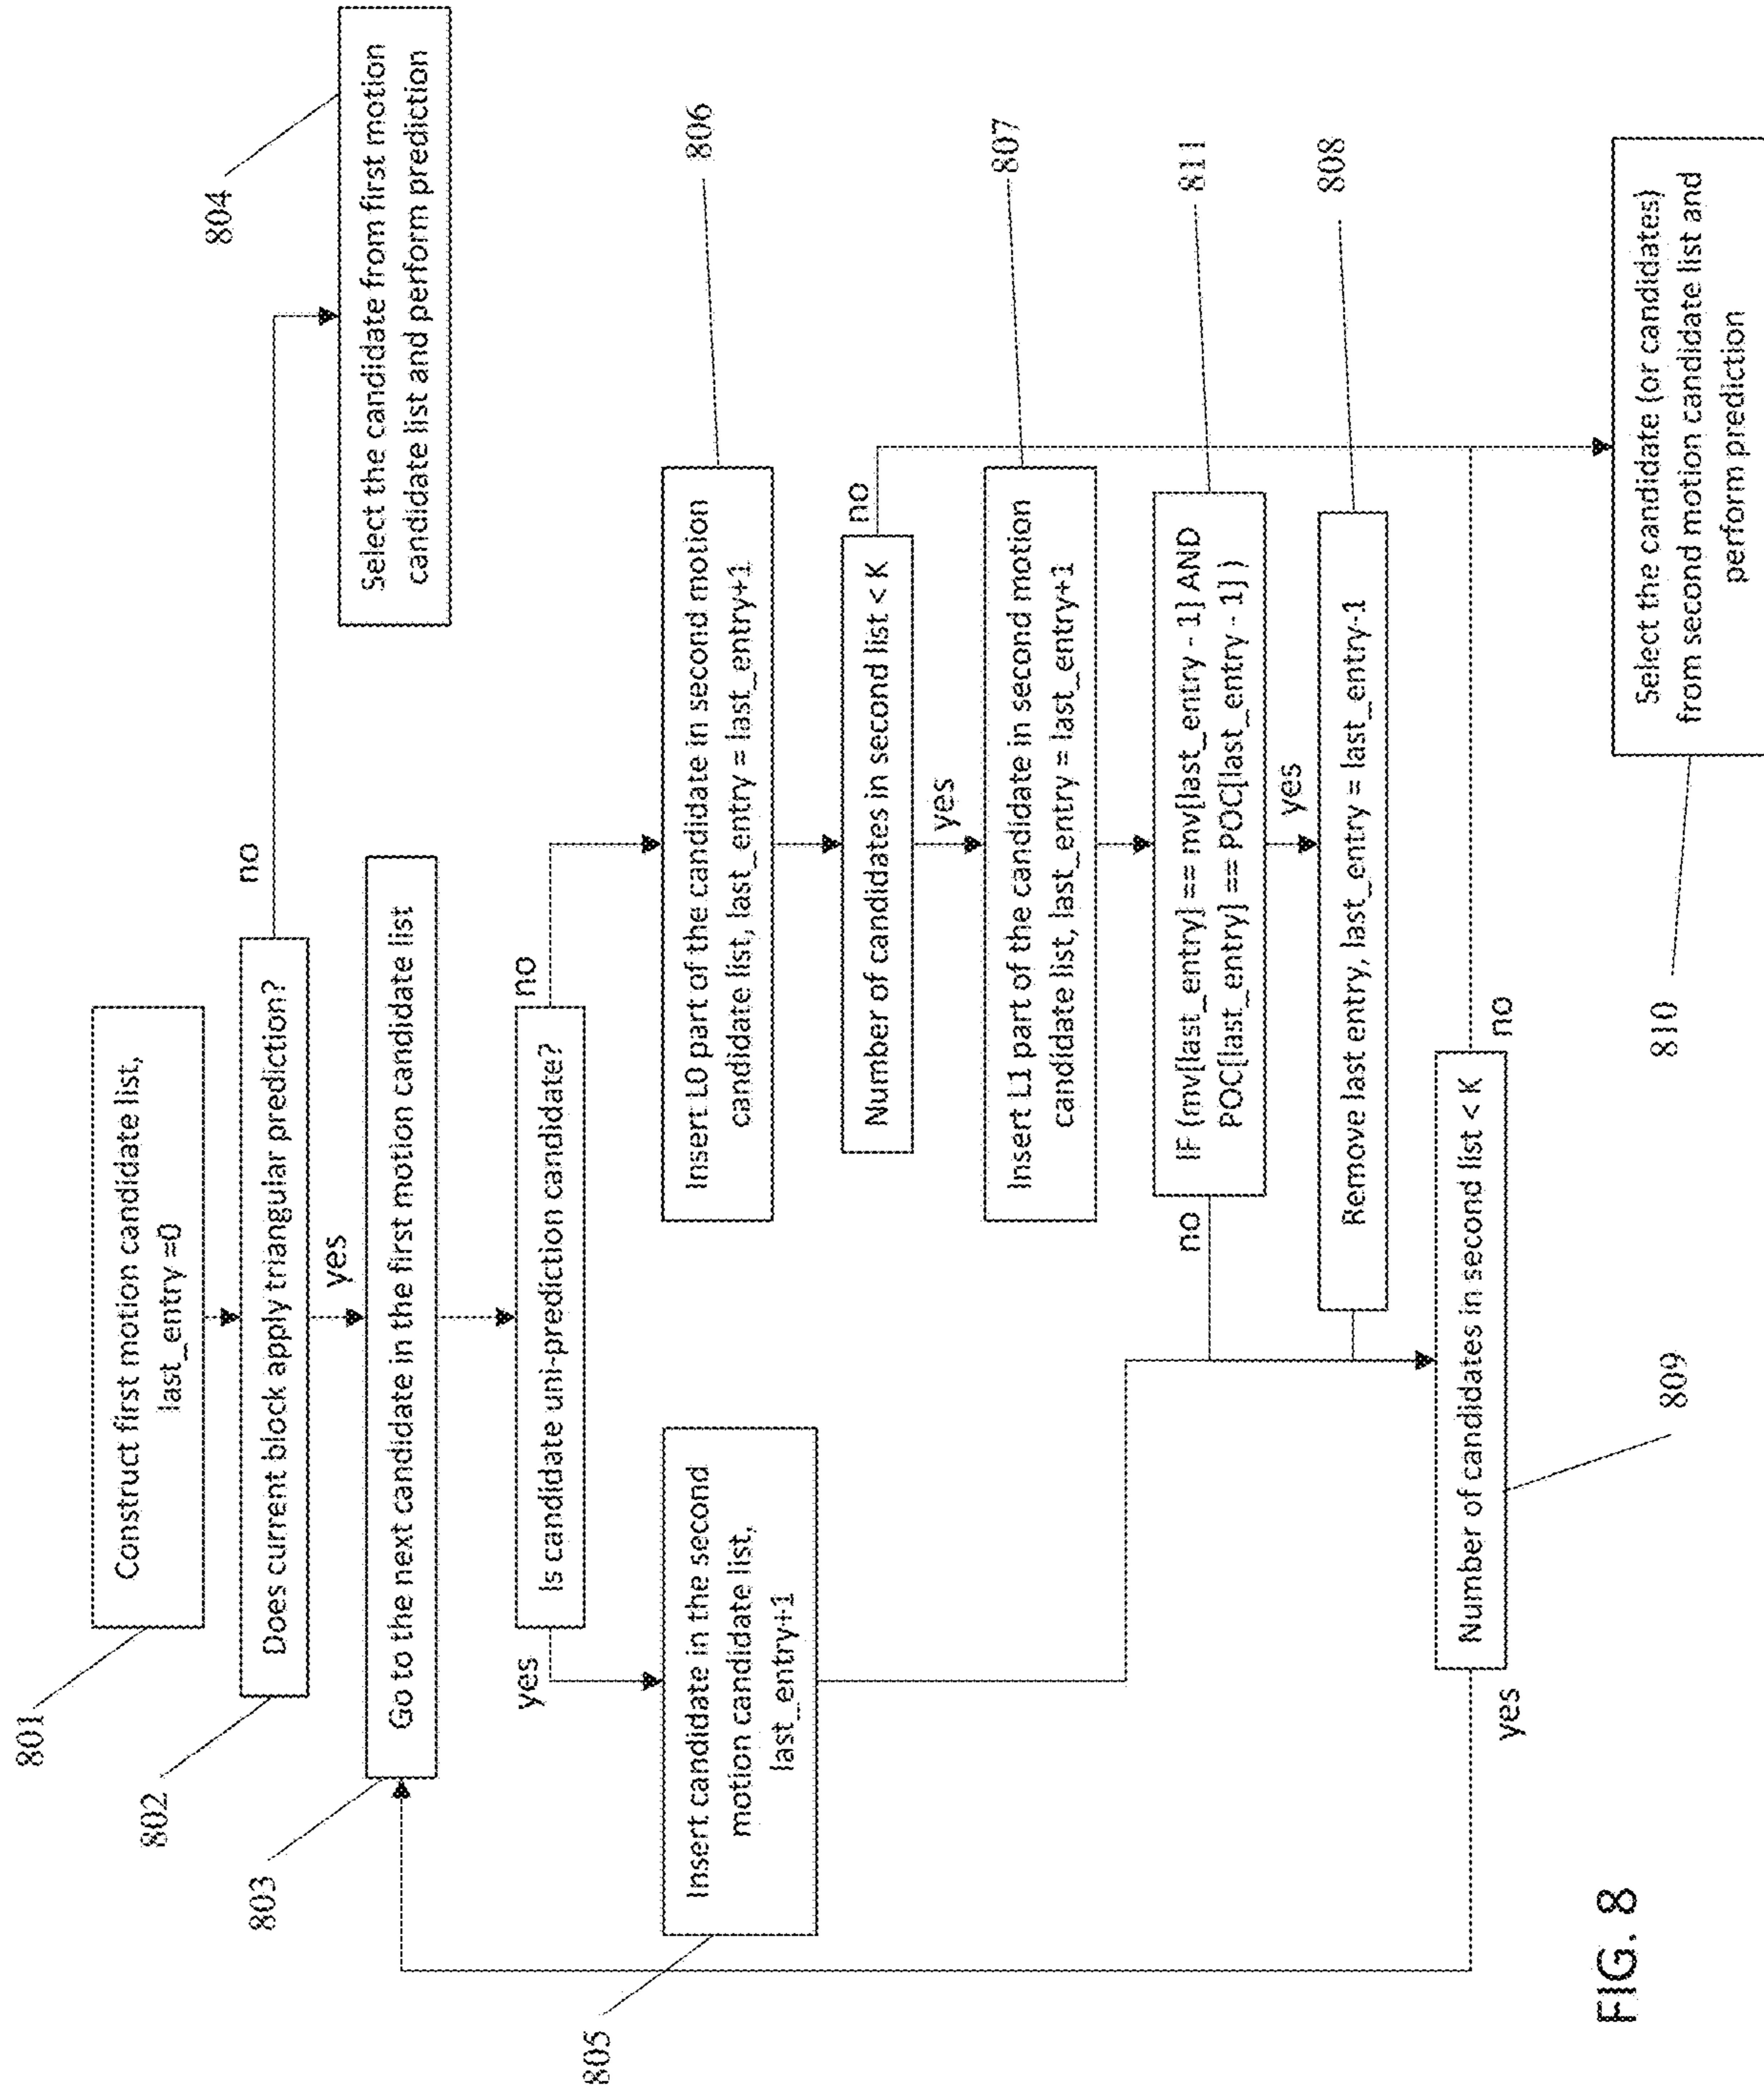 801
Construct first motion candidate list,
last_entry =0
802
Does current block apply triangular prediction?
no
yes
804
Select the candidate from first motion
candidate list and perform prediction
803
Go to the next candidate in the first motion candidate list
Is candidate uni-prediction candidate?
yes
no
805
Insert candidate in the second
motion candidate list,
last_entry+1
806
Insert L0 part of the candidate in second motion
candidate list, last_entry = last_entry+1
Number of candidates in second list < K
no
yes
807
Insert L1 part of the candidate in second motion
candidate list, last_entry = last_entry+1
811
IF (mv[last_entry] == mv[last_entry - 1] AND
POC[last_entry] == POC[last_entry - 1] )
no
yes
808
Remove last entry, last_entry = last_entry-1
809
Number of candidates in second list < K
yes
no
810
Select the candidate (or candidates)
from second motion candidate list and
perform prediction
FIG. 8